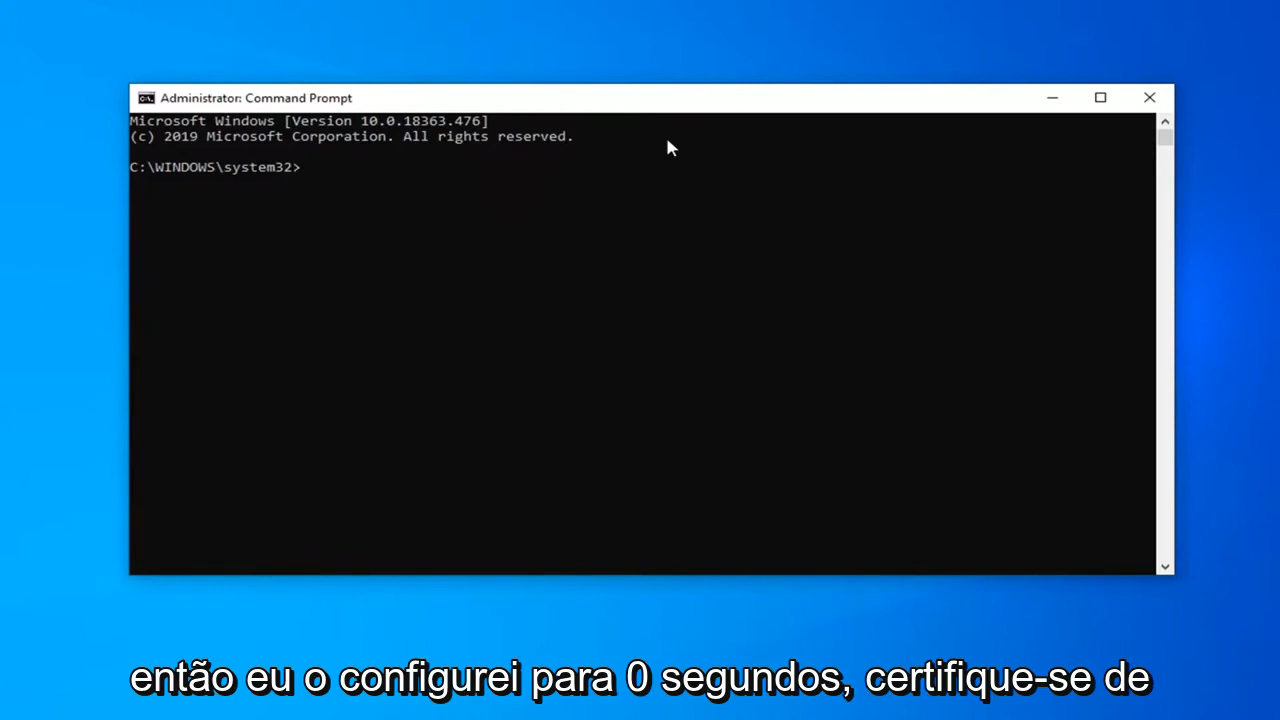 Administrator: Command Prompt
Microsoft Windows [Version 10.0.18363.476]
(c) 2019 Microsoft Corporation. All rights reserved.
C:\WINDOWS\system32>
então eu o configurei para 0 segundos, certifique-se de